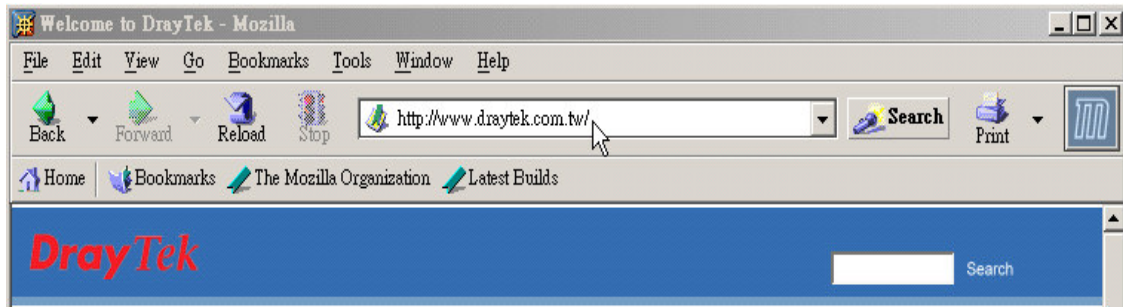 Welcome to DrayTek - Mozilla
File Edit View Go Bookmarks Tools Window Help
Back Forward Reload Stop http://www.draytek.com.tw/ Search Print
Home Bookmarks The Mozilla Organization Latest Builds
DrayTek
Search